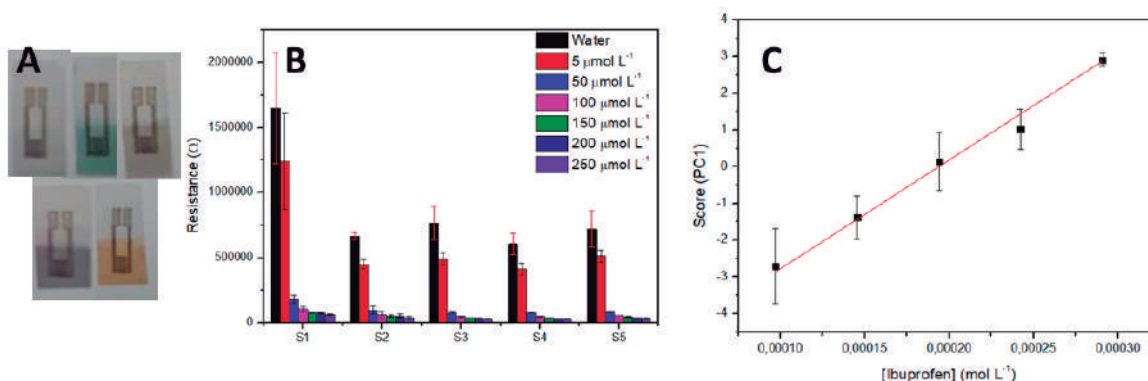 A
B
C
Resistance (Ω)
2000000
1500000
1000000
500000
0
S1 S2 S3 S4 S5
Water
5 µmol L⁻¹
50 µmol L⁻¹
100 µmol L⁻¹
150 µmol L⁻¹
200 µmol L⁻¹
250 µmol L⁻¹
Score (PC1)
4
3
2
1
0
-1
-2
-3
-4
0,00010 0,00015 0,00020 0,00025 0,00030
[Ibuprofen] (mol L⁻¹)